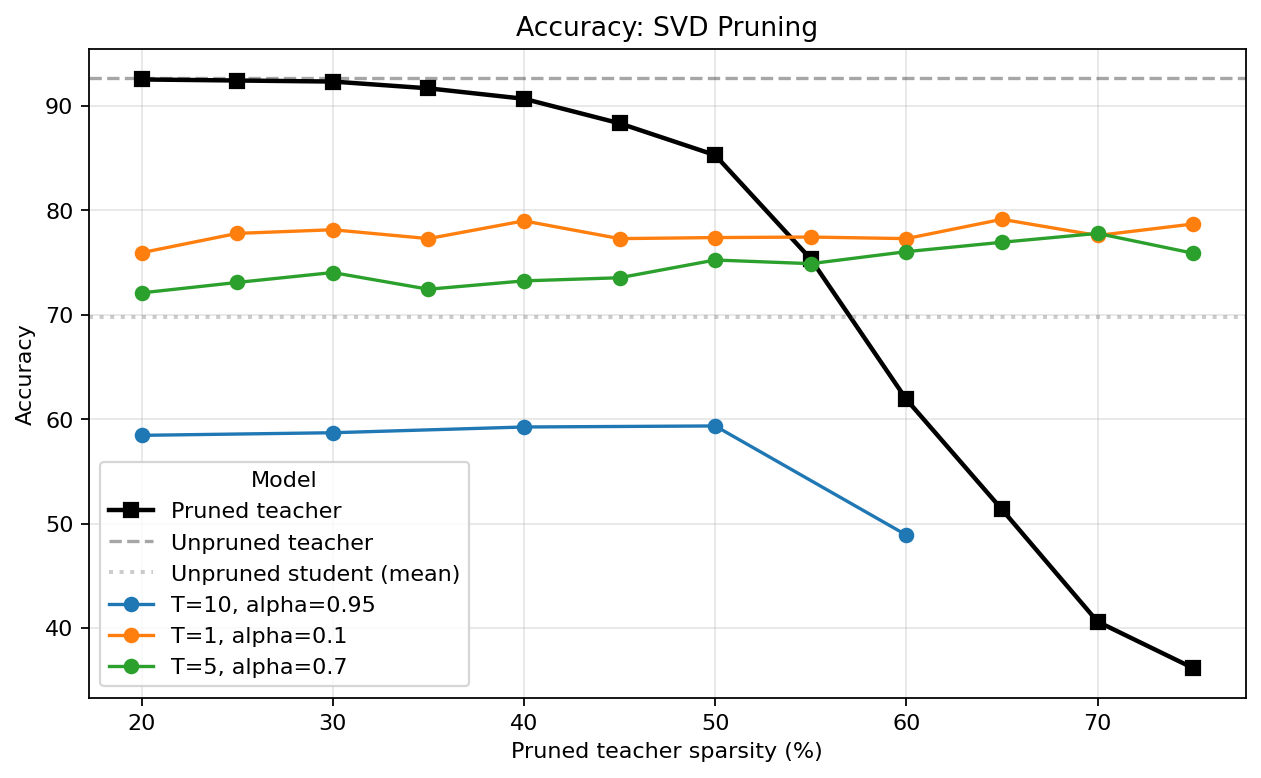 Accuracy: SVD Pruning
90
80
70
60
50
40
Accuracy
Model
Pruned teacher
Unpruned teacher
Unpruned student (mean)
T=10, alpha=0.95
T=1, alpha=0.1
T=5, alpha=0.7
20 30 40 50 60 70
Pruned teacher sparsity (%)